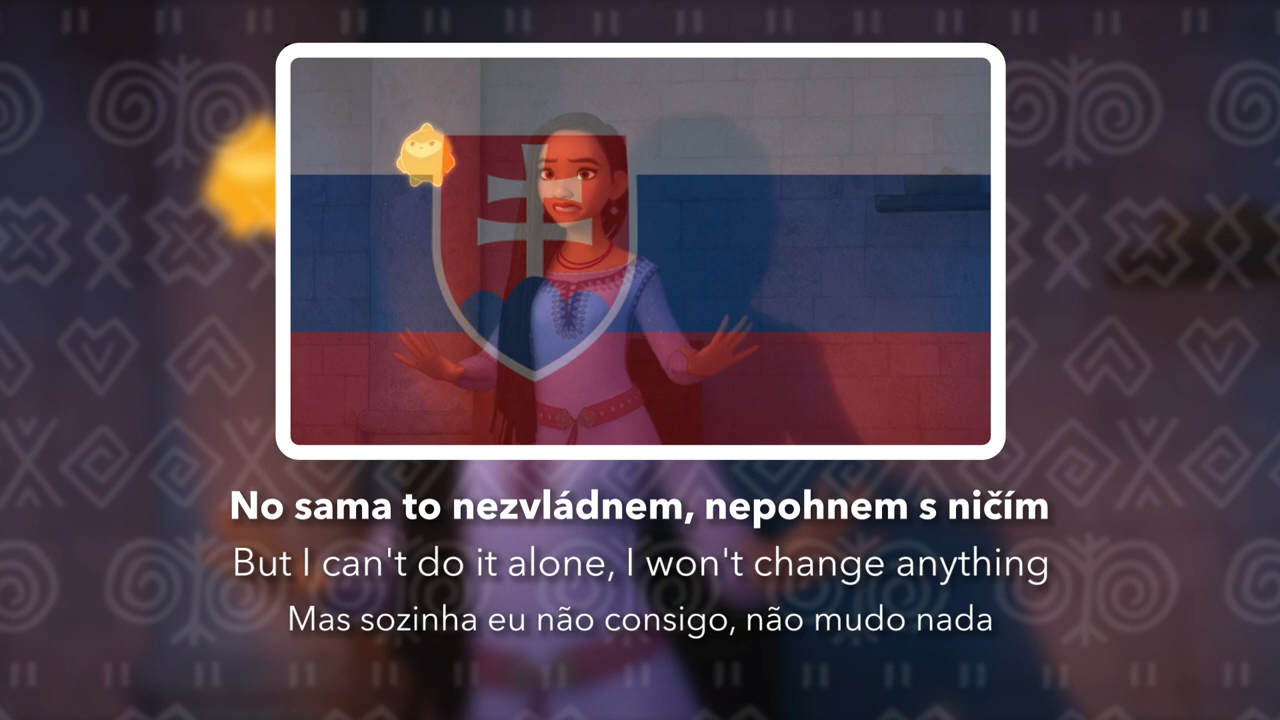 No sama to nezvládnem, nepohnem s ničím
But I can't do it alone, I won't change anything
Mas sozinha eu não consigo, não mudo nada